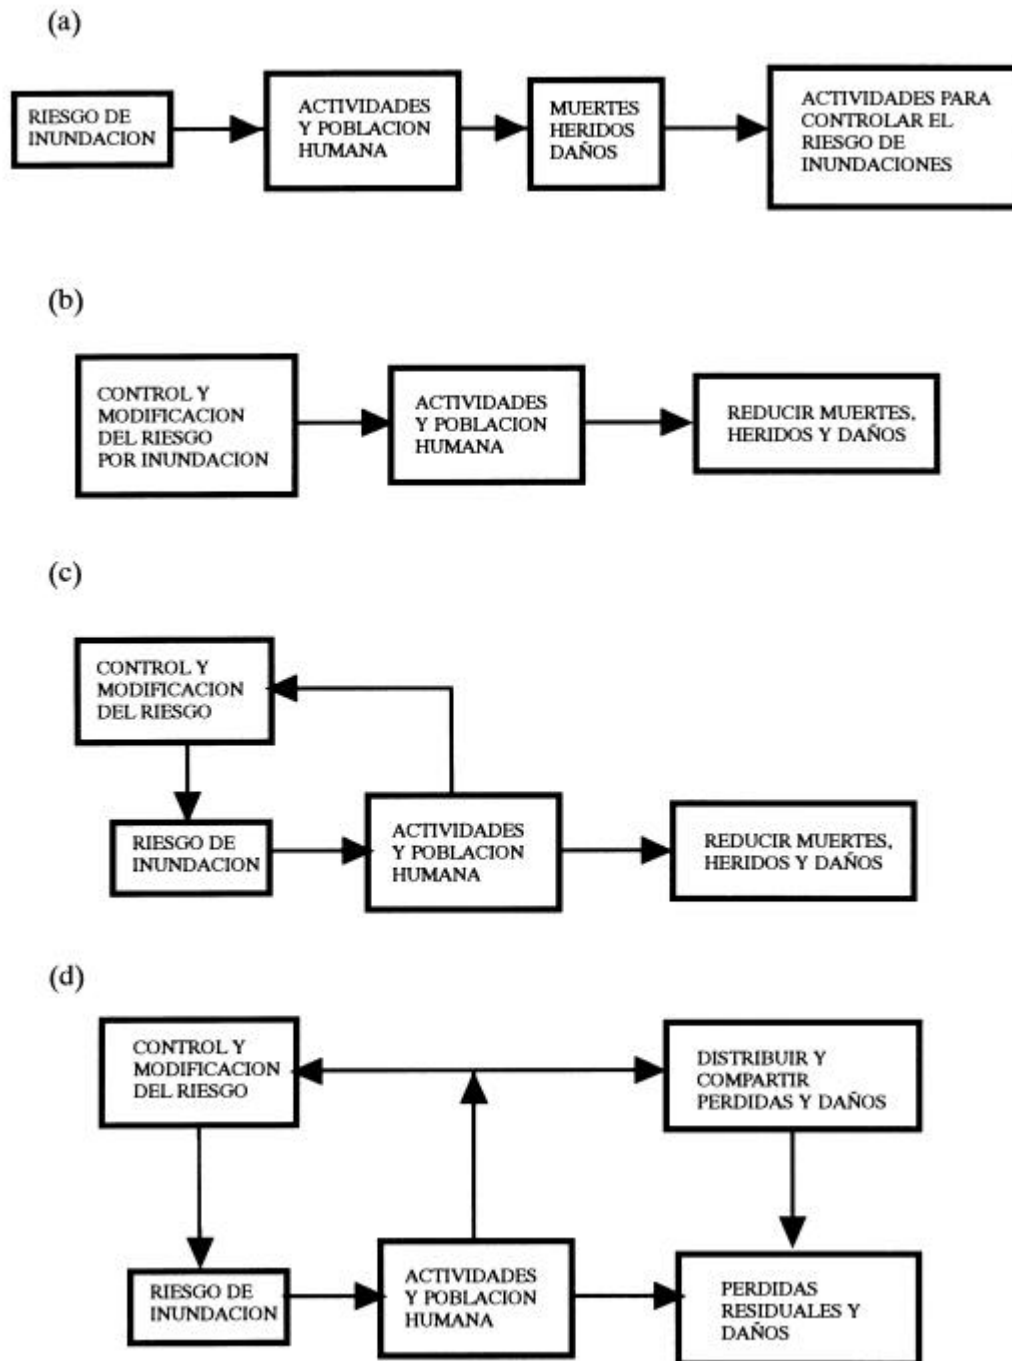 (a)
RIESGO DE
INUNDACION
ACTIVIDADES
Y POBLACION
HUMANA
MUERTES
HERIDOS
DAÑOS
ACTIVIDADES PARA
CONTROLAR EL
RIESGO DE
INUNDACIONES
(b)
CONTROL Y
MODIFICACION
DEL RIESGO
POR INUNDACION
ACTIVIDADES
Y POBLACION
HUMANA
REDUCIR MUERTES,
HERIDOS Y DAÑOS
(c)
CONTROL Y
MODIFICACION
DEL RIESGO
RIESGO DE
INUNDACION
ACTIVIDADES
Y POBLACION
HUMANA
REDUCIR MUERTES,
HERIDOS Y DAÑOS
(d)
CONTROL Y
MODIFICACION
DEL RIESGO
DISTRIBUIR Y
COMPARTIR
PERDIDAS Y DAÑOS
RIESGO DE
INUNDACION
ACTIVIDADES
Y POBLACION
HUMANA
PERDIDAS
RESIDUALES Y
DAÑOS